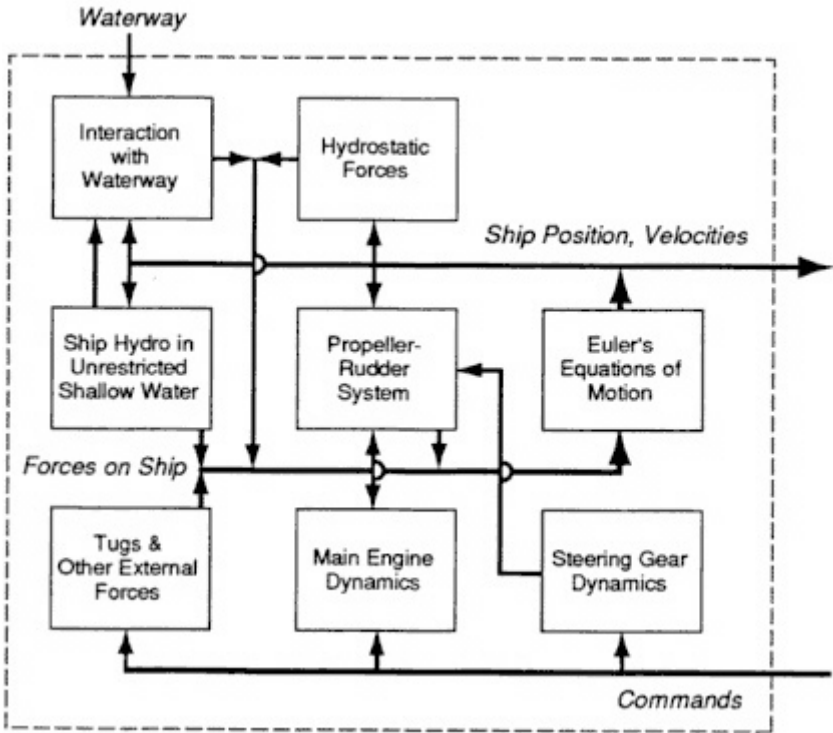 Waterway
Interaction
with
Waterway
Hydrostatic
Forces
Ship Position, Velocities
Ship Hydro in
Unrestricted
Shallow Water
Propeller-
Rudder
System
Euler's
Equations of
Motion
Forces on Ship
Tugs &
Other External
Forces
Main Engine
Dynamics
Steering Gear
Dynamics
Commands